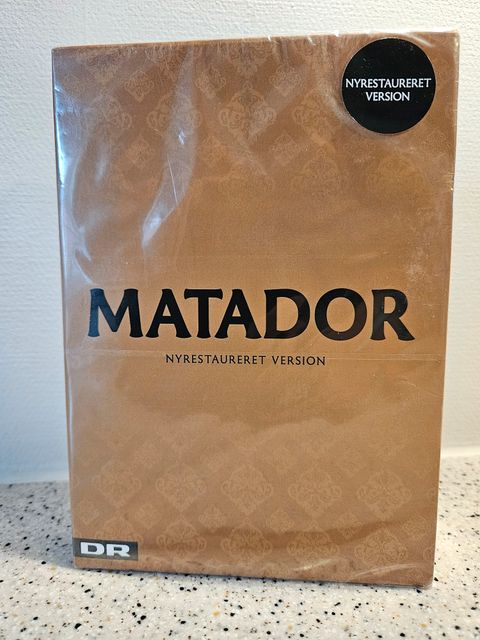 NYRESTAURERET
VERSION
MATADOR
NYRESTAURERET VERSION
DR